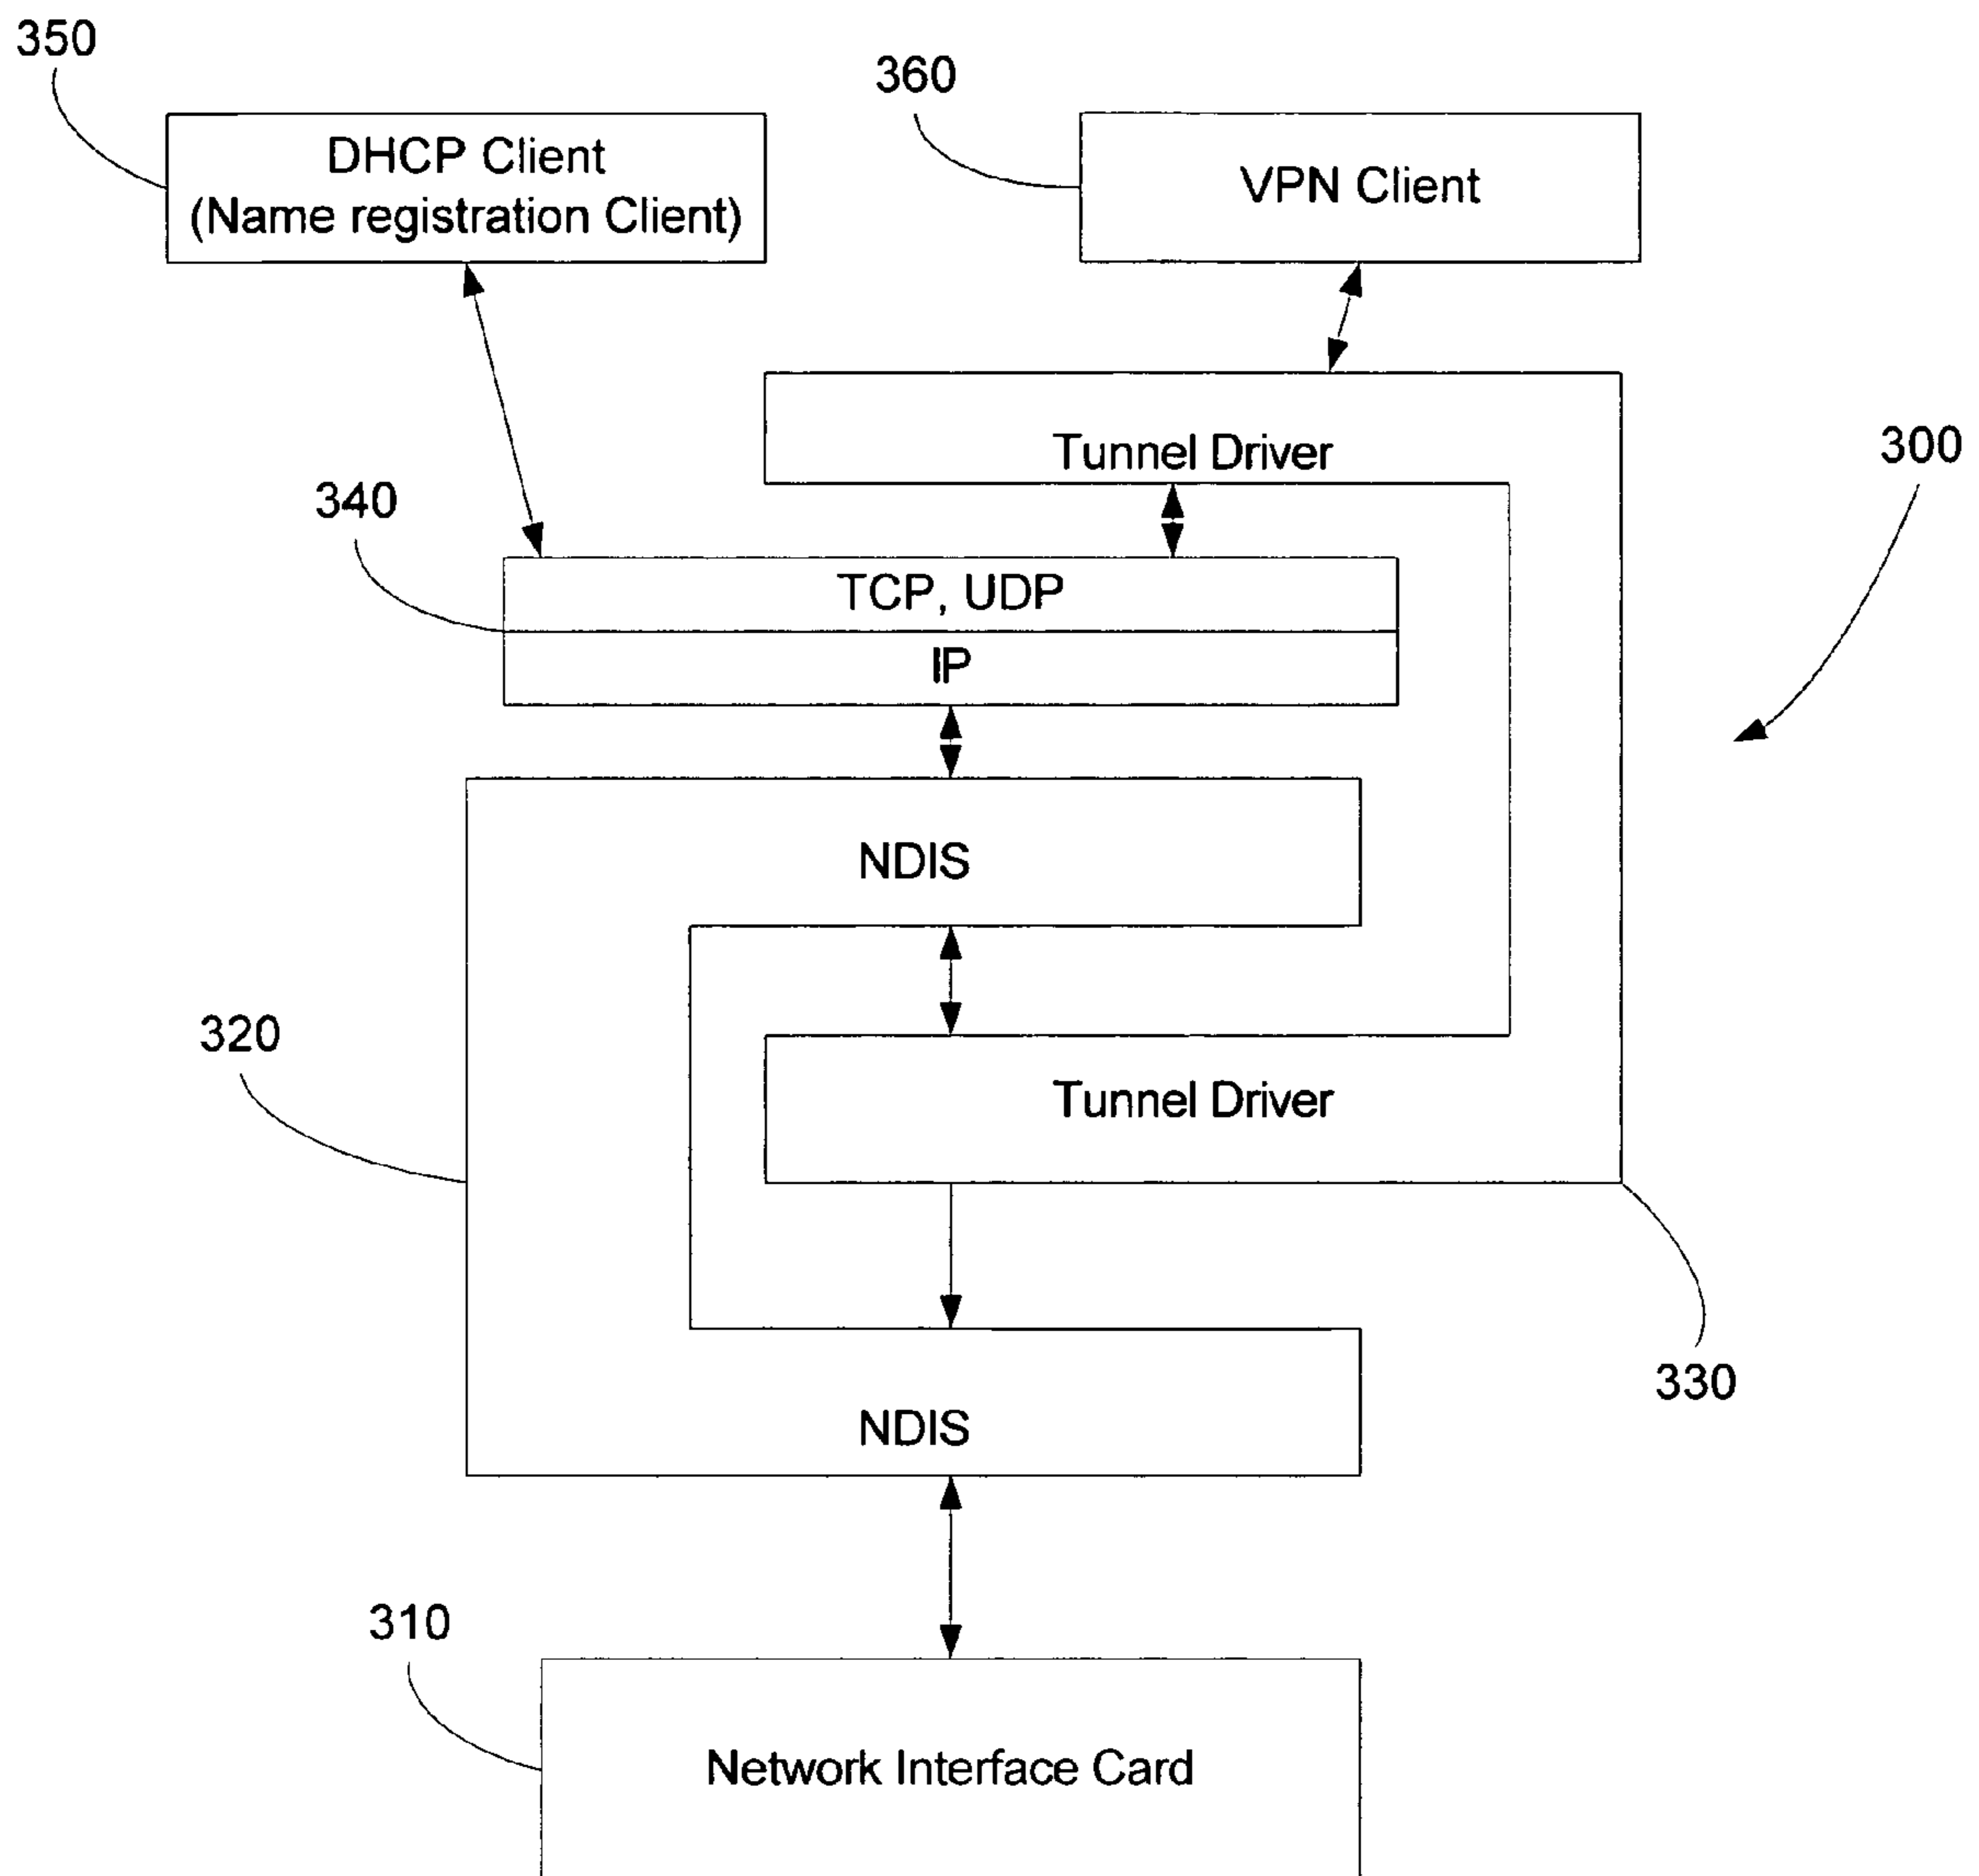 350
360
DHCP Client
(Name registration Client)
VPN Client
300
Tunnel Driver
340
TCP, UDP
IP
NDIS
320
Tunnel Driver
330
NDIS
310
Network Interface Card